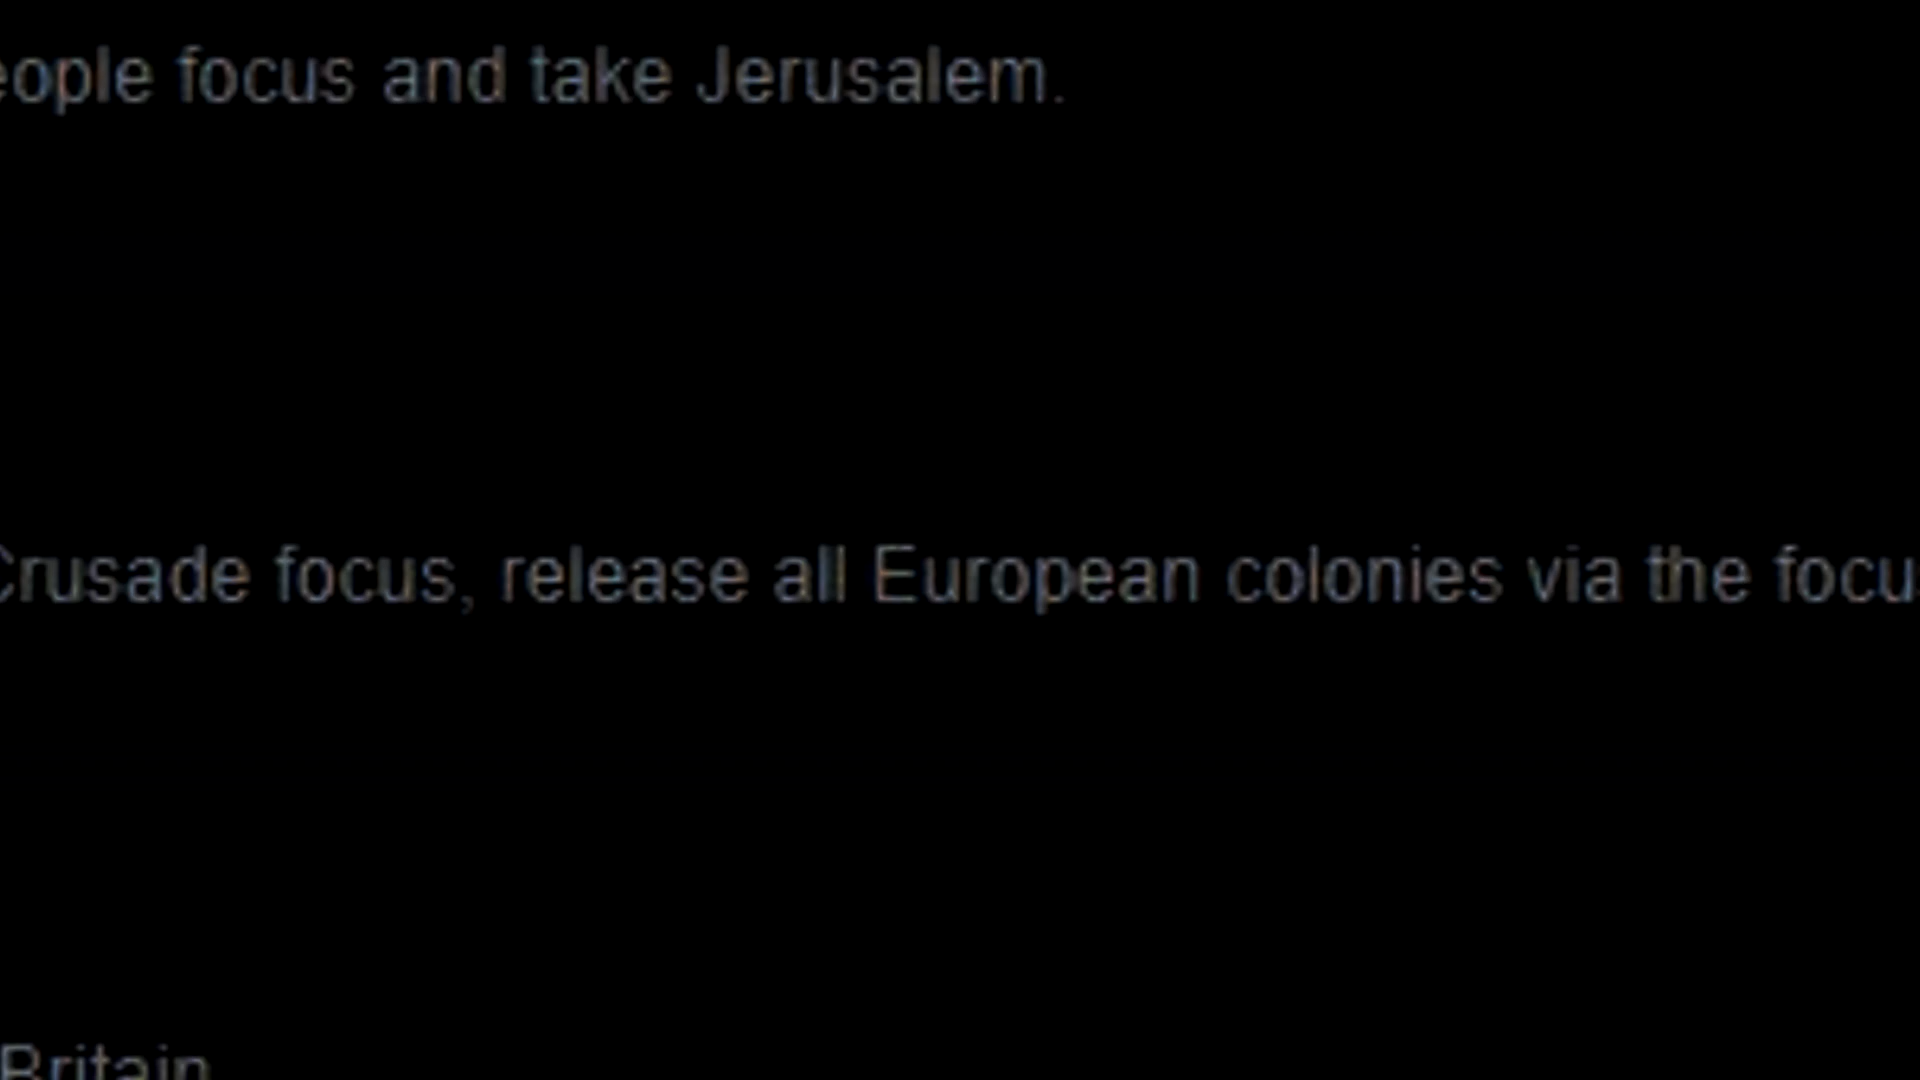 eople focus and take Jerusalem.
Crusade focus, release all European colonies via the focu
Britain